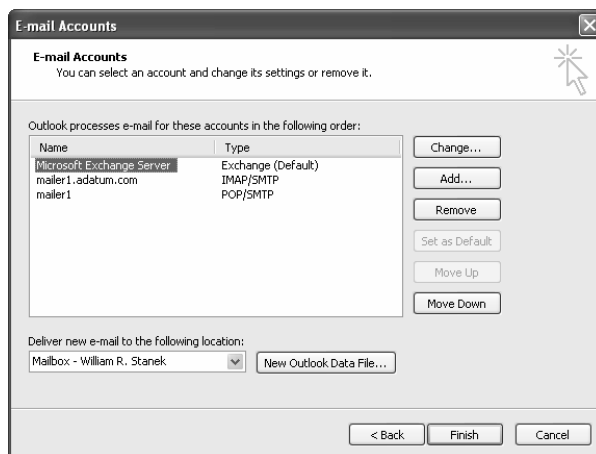 E-mail Accounts
E-mail Accounts
You can select an account and change its settings or remove it.
Outlook processes e-mail for these accounts in the following order:
Name Type
Microsoft Exchange Server Exchange (Default)
mailer1.adatum.com IMAP/SMTP
mailer1 POP/SMTP
Change...
Add...
Remove
Set as Default
Move Up
Move Down
Deliver new e-mail to the following location:
Mailbox - William R. Stanek New Outlook Data File...
< Back Finish Cancel